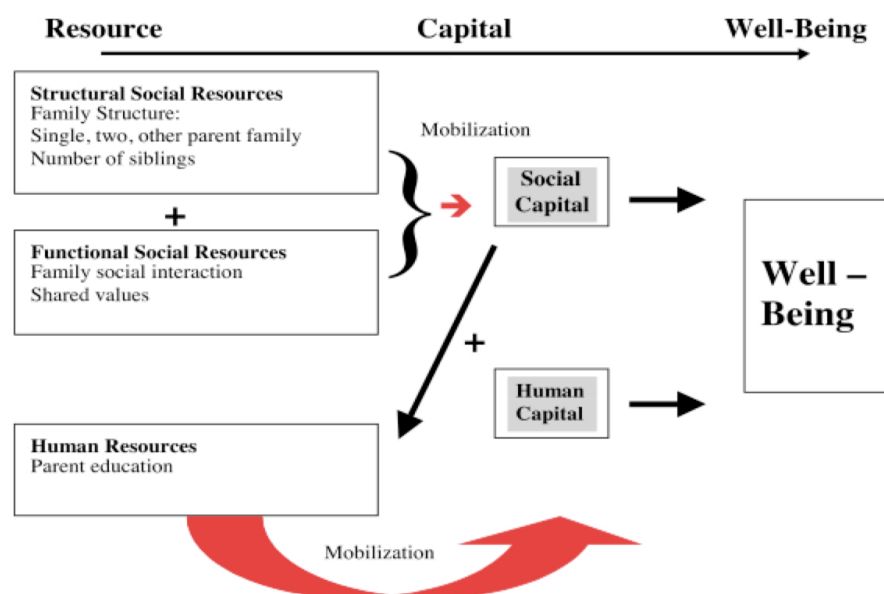 Resource Capital Well-Being
Structural Social Resources
Family Structure:
Single, two, other parent family
Number of siblings
+
Functional Social Resources
Family social interaction
Shared values
Mobilization
Social
Capital
+
Human
Capital
Well –
Being
Human Resources
Parent education
Mobilization